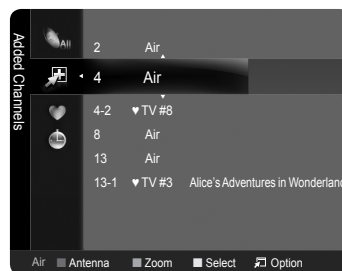 Added Channels
All
2 Air
4 Air
4-2 ♥ TV #8
8 Air
13 Air
13-1 ♥ TV #3 Alice's Adventures in Wonderland
Air Antenna Zoom Select Option